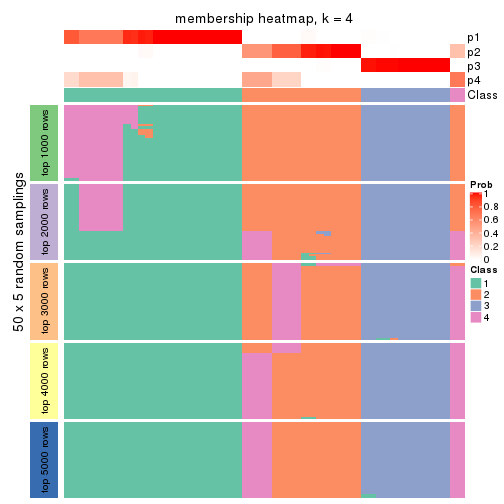 membership heatmap, k = 4
p1
p2
p3
p4
Class
50 x 5 random samplings
top 1000 rows
top 2000 rows
top 3000 rows
top 4000 rows
top 5000 rows
Prob
1
0.8
0.6
0.4
0.2
0
Class
1
2
3
4